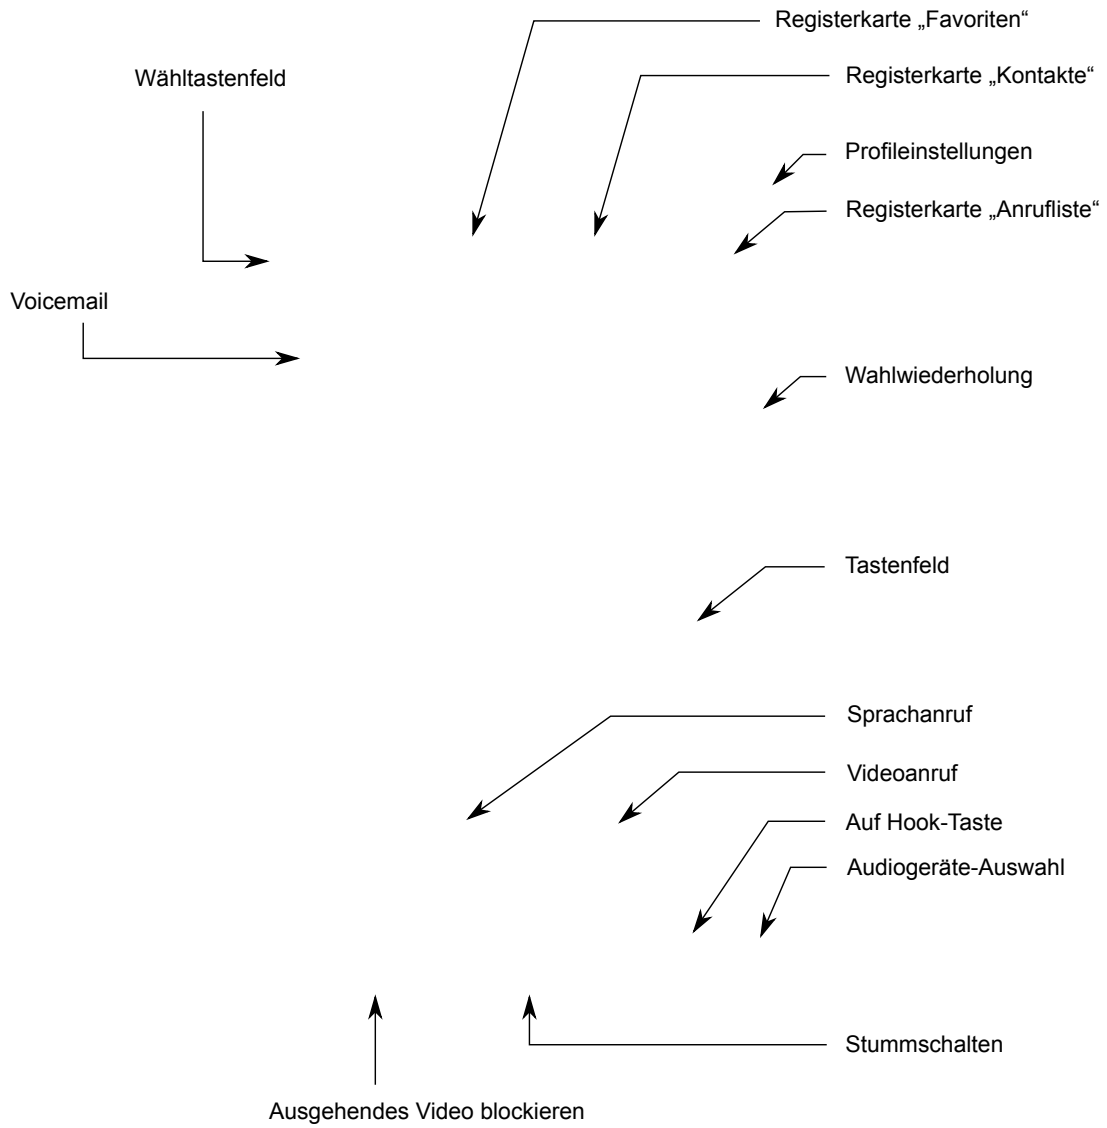 Registerkarte „Favoriten“
Wähltastenfeld
Registerkarte „Kontakte“
Profileinstellungen
Registerkarte „Anrufliste“
Voicemail
Wahlwiederholung
Tastenfeld
Sprachanruf
Videoanruf
Auf Hook-Taste
Audiogeräte-Auswahl
Stummschalten
Ausgehendes Video blockieren